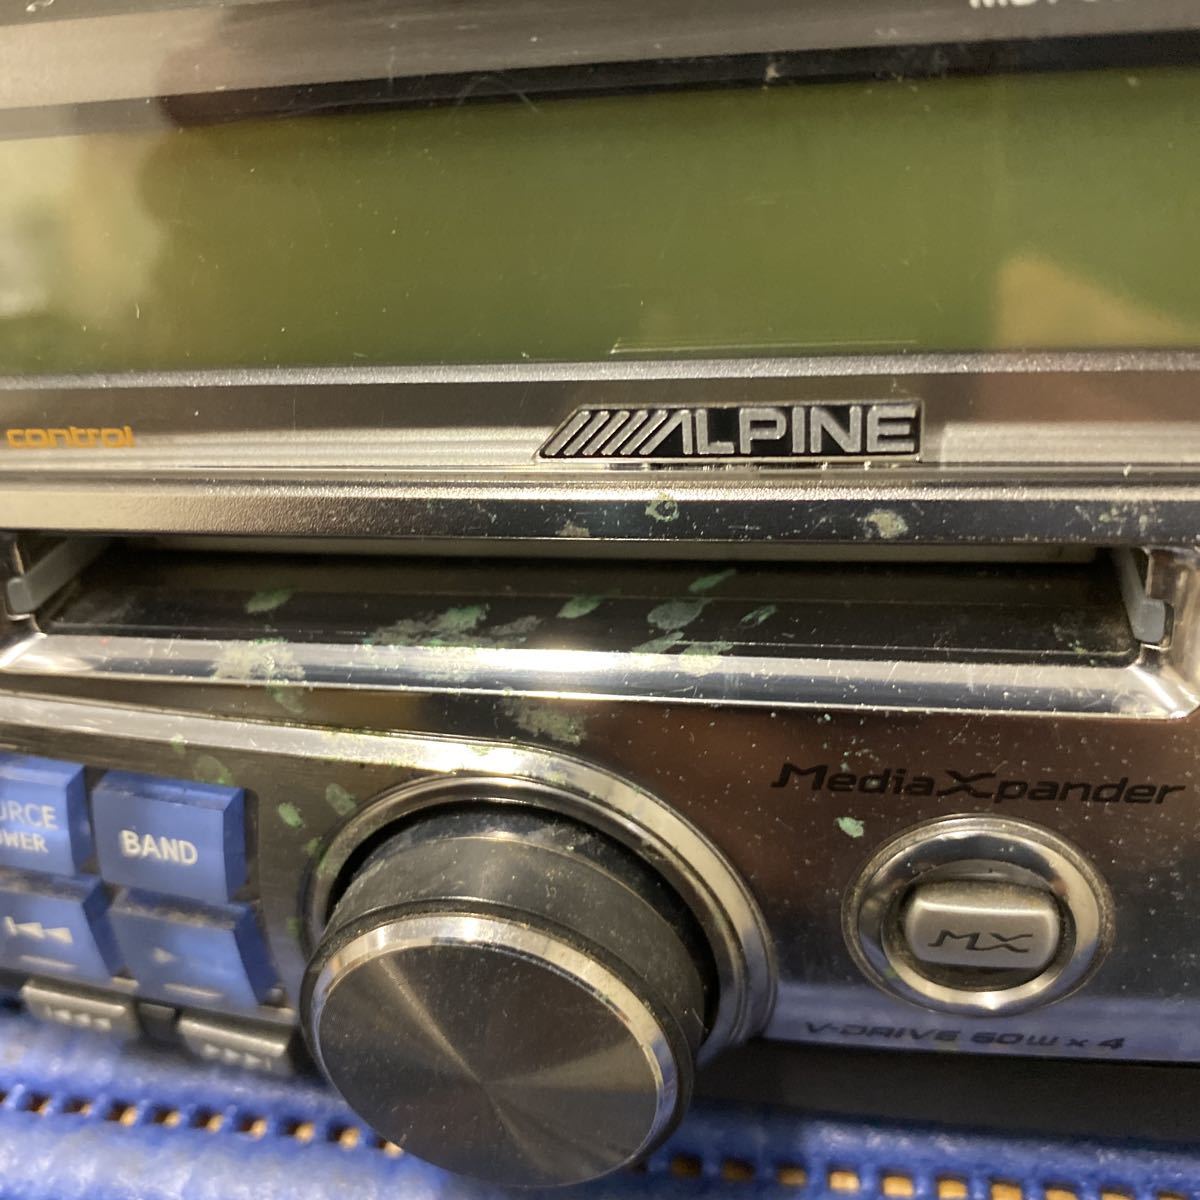 control
ALPINE
MediaXpander
BAND
MX
V-DRIVE 60W x 4